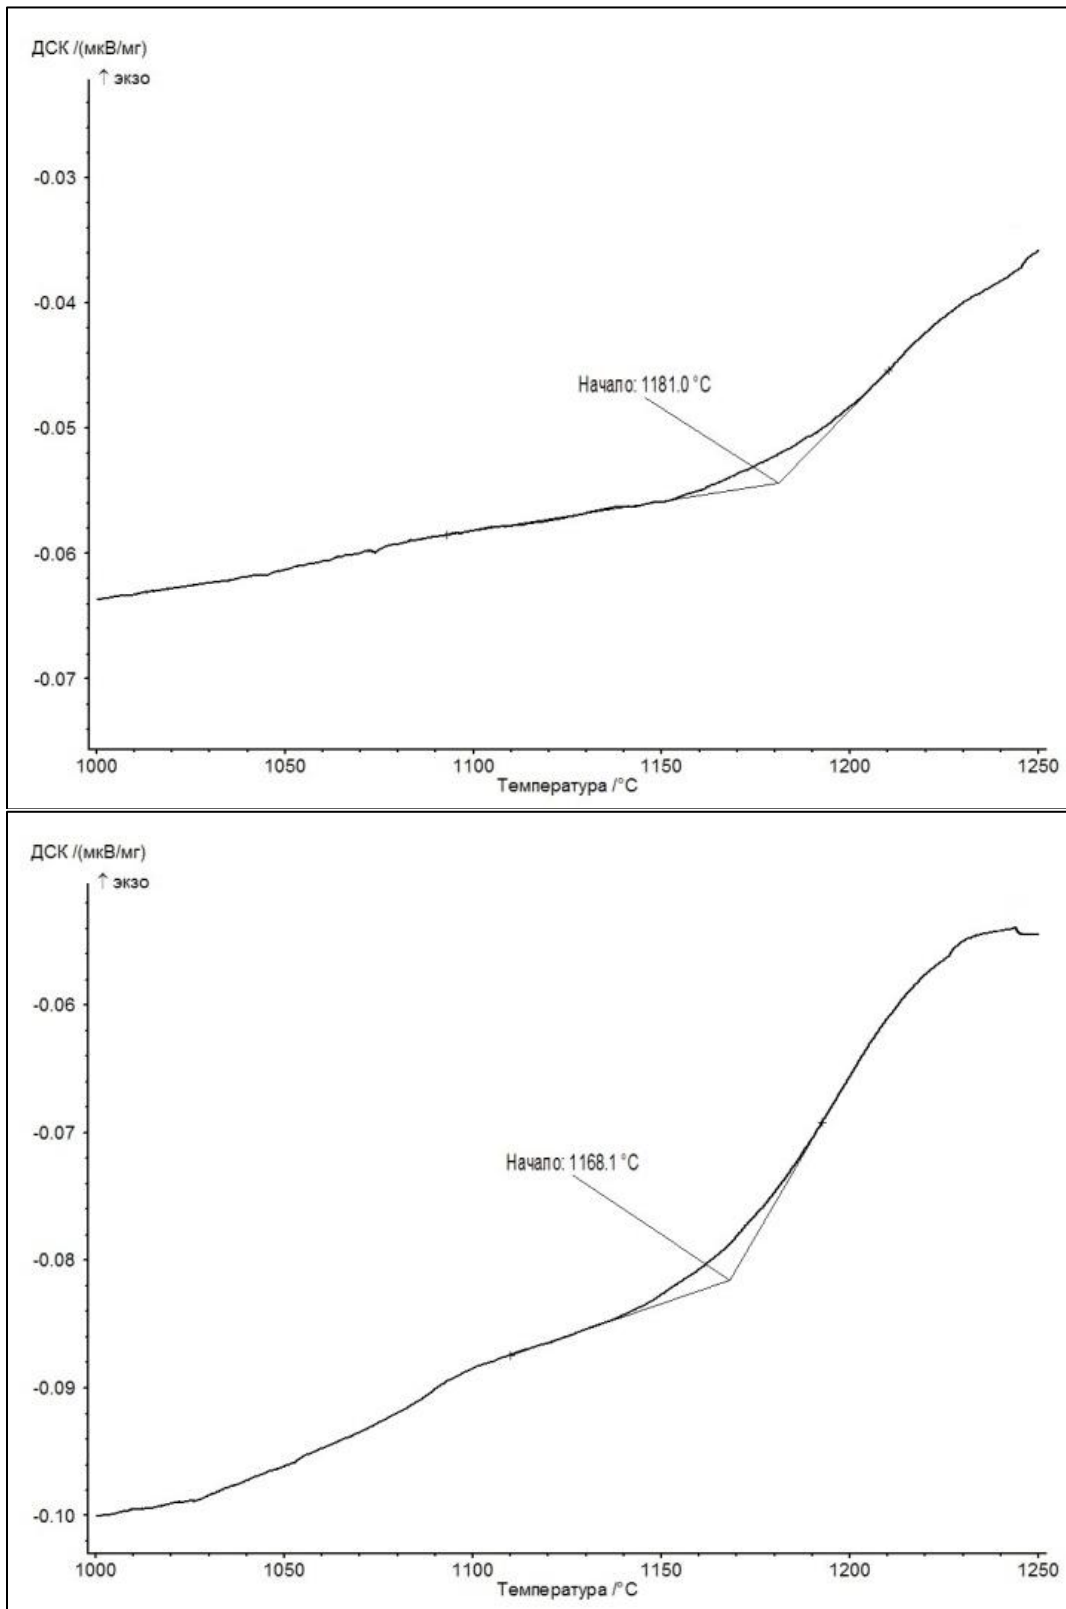 ДСК /(мкВ/мг)
↑ экзо
-0.03
-0.04
Начало: 1181.0 °C
-0.05
-0.06
-0.07
1000 1050 1100 1150 1200 1250
Температура /°C
ДСК /(мкВ/мг)
↑ экзо
-0.06
-0.07
Начало: 1168.1 °C
-0.08
-0.09
-0.10
1000 1050 1100 1150 1200 1250
Температура /°C